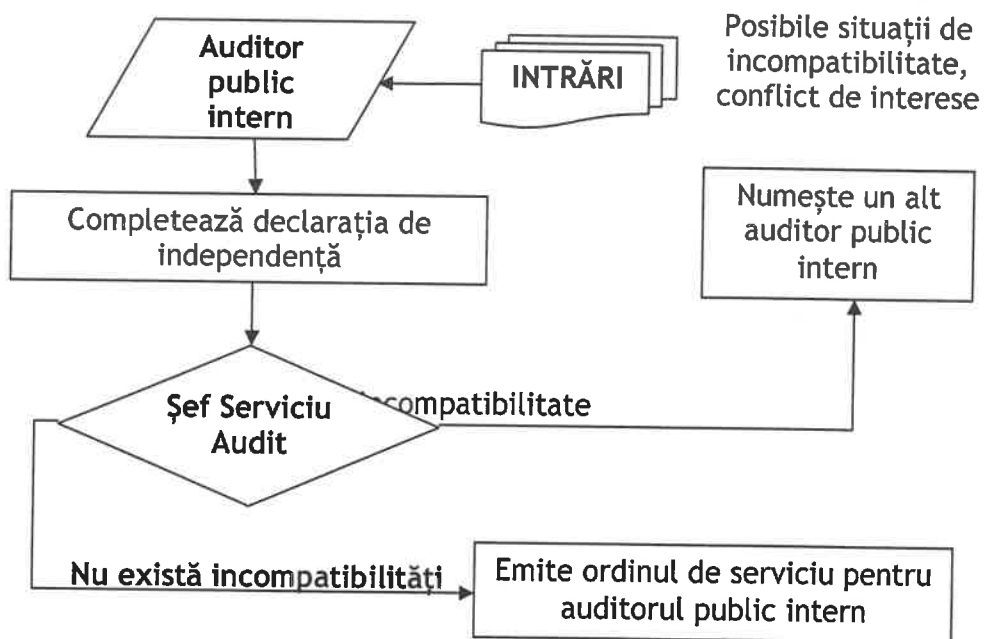 Auditor
public
intern
INTRĂRI
Posibile situații de
incompatibilitate,
conflict de interese
Completează declarația de
independență
Numește un alt
auditor public
intern
Șef Serviciu
Audit
incompatibilitate
Nu există incompatibilități
Emite ordinul de serviciu pentru
auditorul public intern